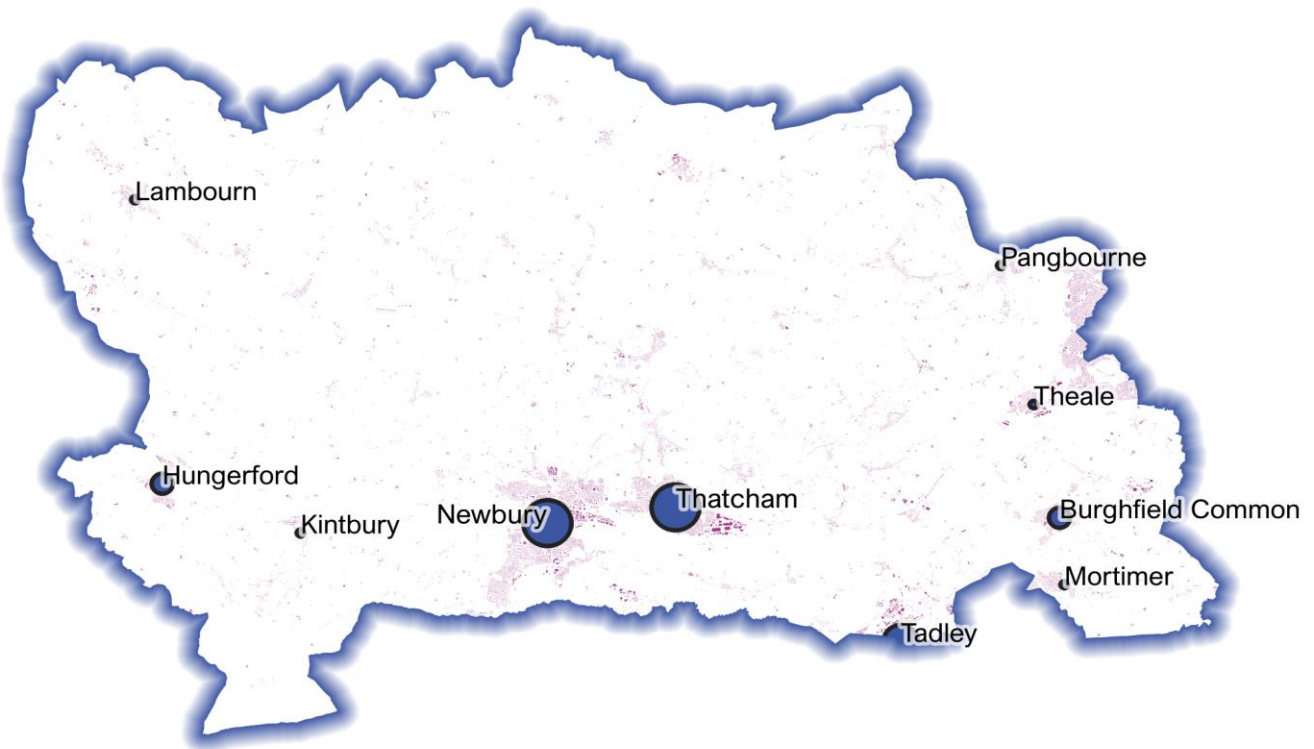 Lambourn
Pangbourne
Theale
Hungerford
Thatcham
Newbury
Burghfield Common
Kintbury
Mortimer
Tadley